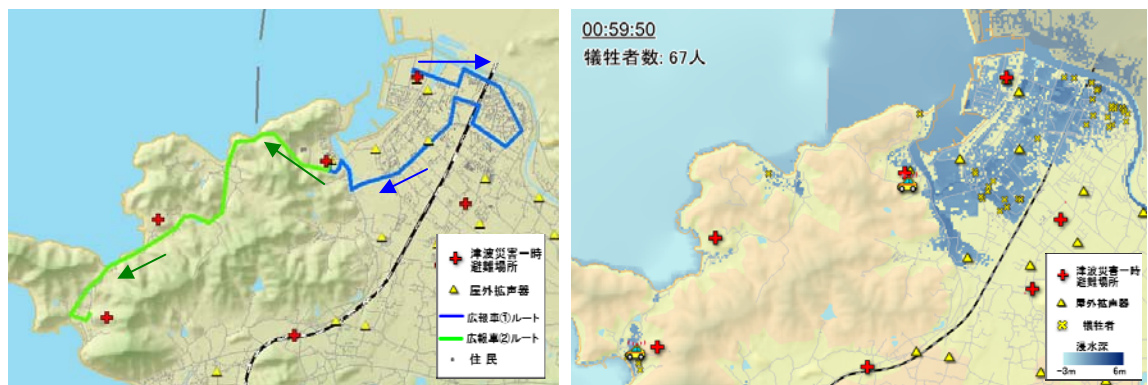 津波災害一時
避難場所
屋外拡声器
広報車①ルート
広報車②ルート
住 民
00:59:50
犠牲者数: 67人
津波災害一時
避難場所
屋外拡声器
犠牲者
浸水深
-3m 6m